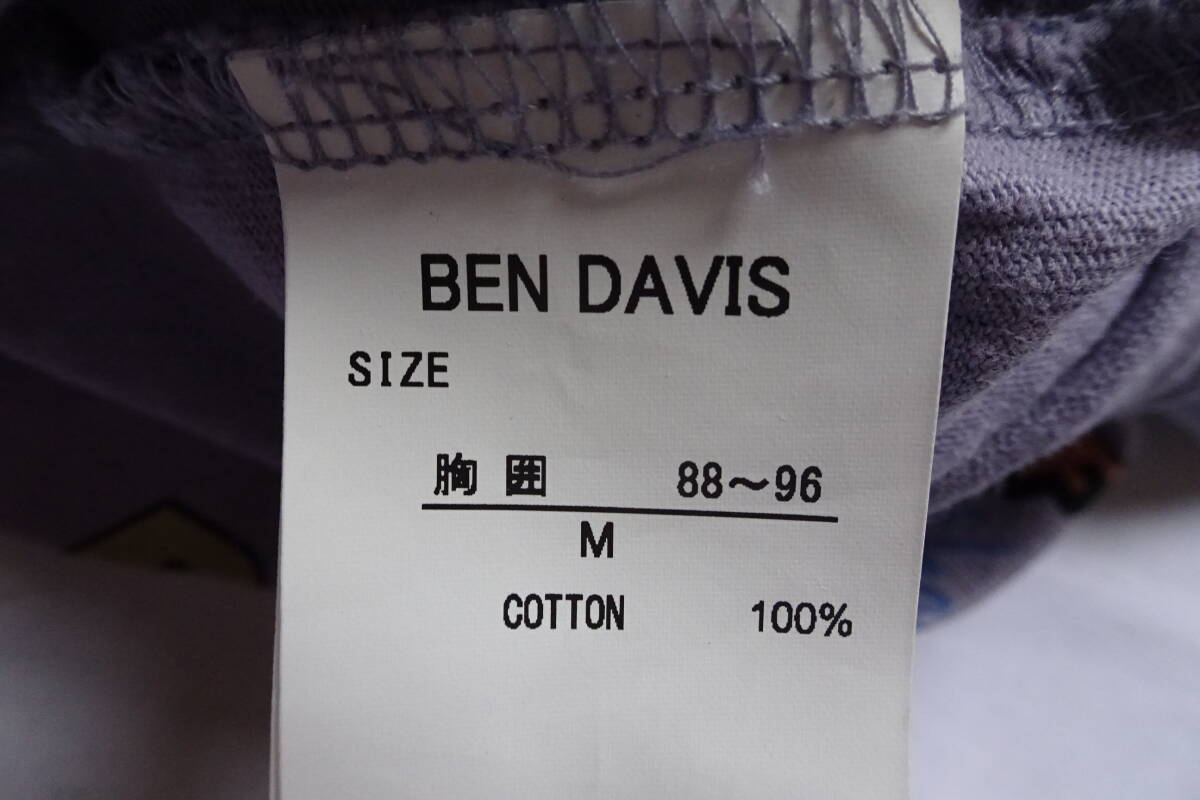 BEN DAVIS
SIZE
胸 囲 88〜96
M
COTTON 100%